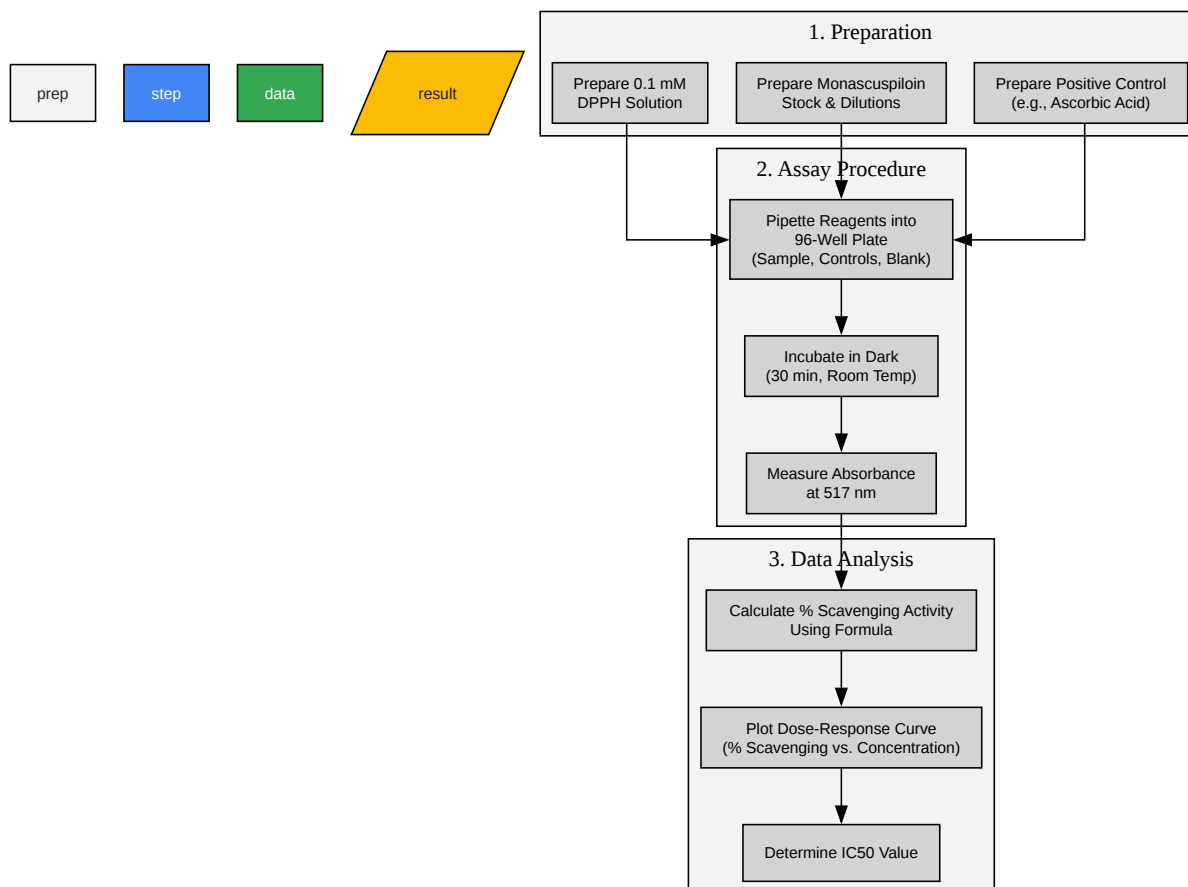 prep
step
data
result
1. Preparation
Prepare 0.1 mM
DPPH Solution
Prepare Monascuspiloin
Stock & Dilutions
Prepare Positive Control
(e.g., Ascorbic Acid)
2. Assay Procedure
Pipette Reagents into
96-Well Plate
(Sample, Controls, Blank)
Incubate in Dark
(30 min, Room Temp)
Measure Absorbance
at 517 nm
3. Data Analysis
Calculate % Scavenging Activity
Using Formula
Plot Dose-Response Curve
(% Scavenging vs. Concentration)
Determine IC50 Value